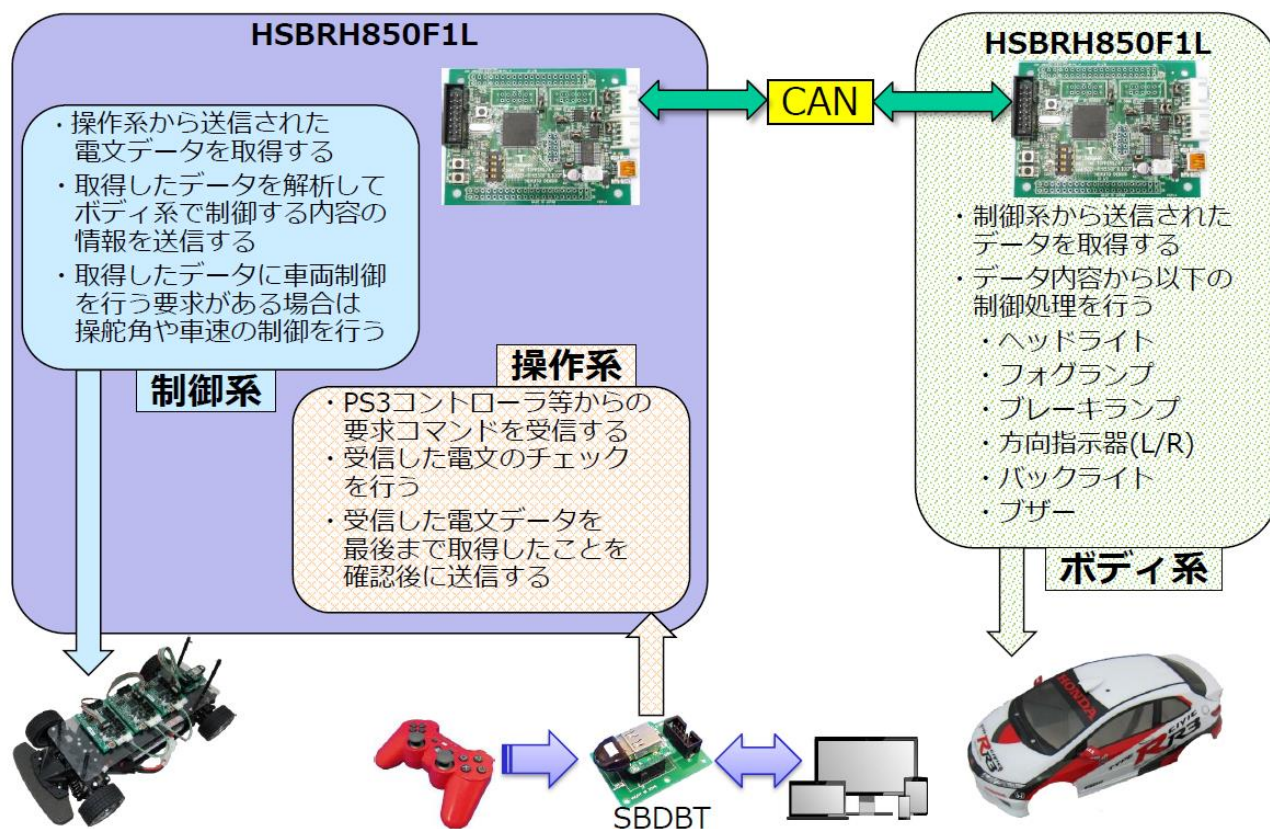 HSBRH850F1L
・操作系から送信された
電文データを取得する
・取得したデータを解析して
ボディ系で制御する内容の
情報を送信する
・取得したデータに車両制御
を行う要求がある場合は
操舵角や車速の制御を行う
制御系
操作系
・PS3コントローラ等からの
要求コマンドを受信する
・受信した電文のチェック
を行う
・受信した電文データを
最後まで取得したことを
確認後に送信する
CAN
HSBRH850F1L
・制御系から送信された
データを取得する
・データ内容から以下の
制御処理を行う
・ヘッドライト
・フォグランプ
・ブレーキランプ
・方向指示器(L/R)
・バックライト
・ブザー
ボディ系
SBDBT
HONDA
CIVIC
TYPE R
RR3